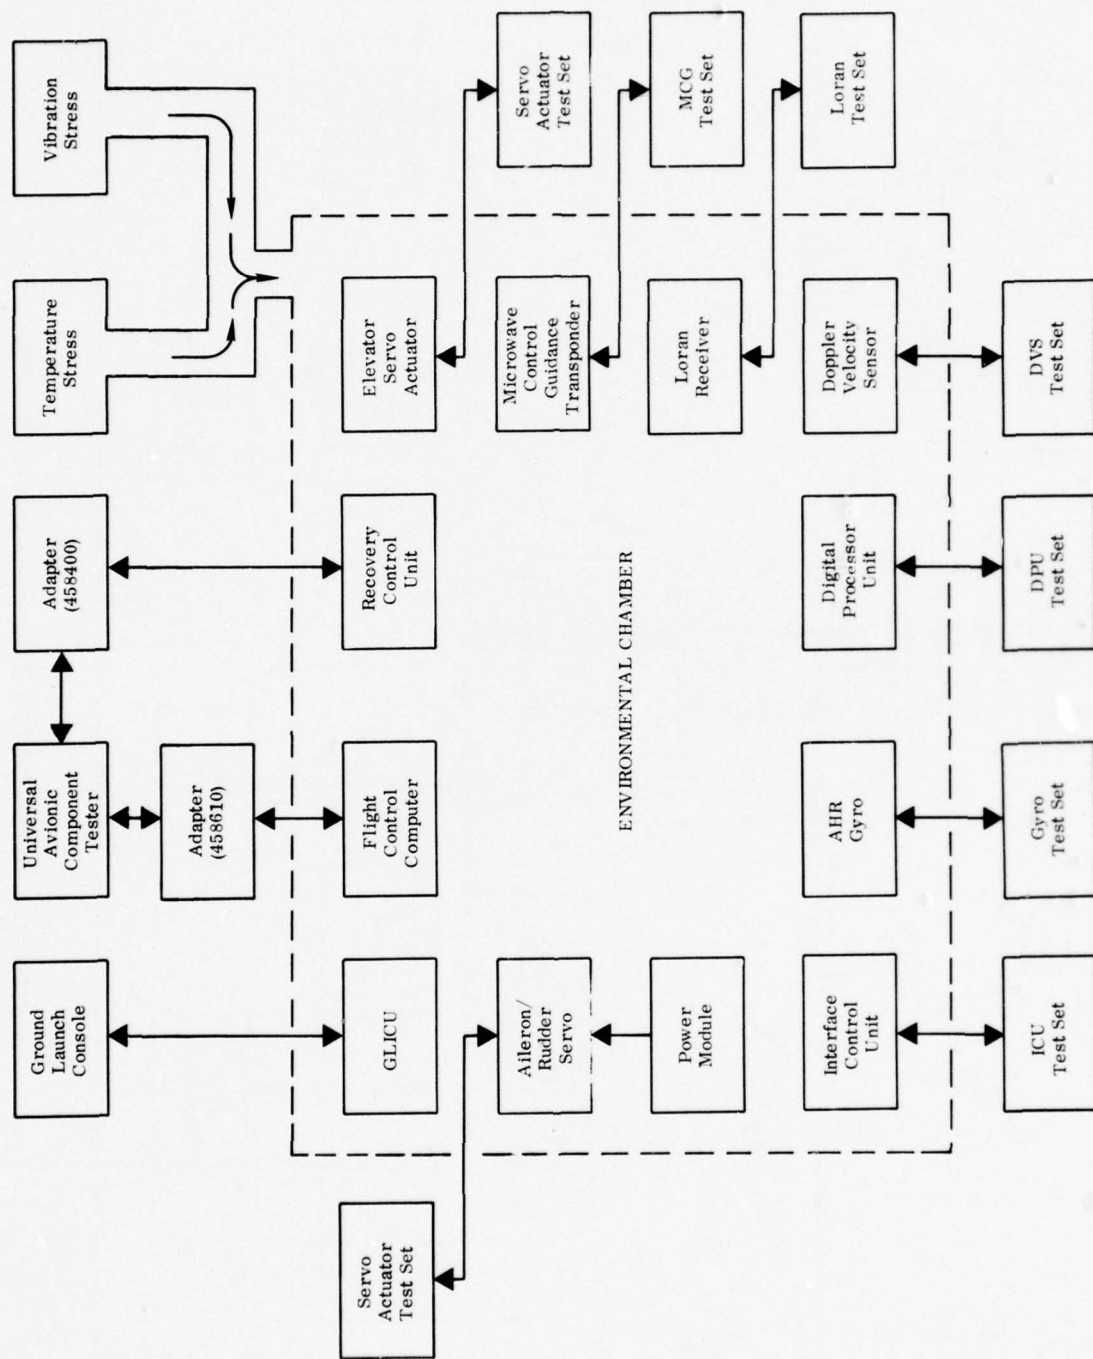 Ground
Launch
Console
Universal
Avionic
Component
Tester
Adapter
(458400)
Temperature
Stress
Vibration
Stress
Adapter
(458610)
Servo
Actuator
Test Set
GLICU
Flight
Control
Computer
Recovery
Control
Unit
Elevator
Servo
Actuator
Servo
Actuator
Test Set
Aileron/
Rudder
Servo
Microwave
Control
Guidance
Transponder
MCG
Test Set
Power
Module
ENVIRONMENTAL CHAMBER
Loran
Receiver
Loran
Test Set
Interface
Control
Unit
AHR
Gyro
Digital
Processor
Unit
Doppler
Velocity
Sensor
ICU
Test Set
Gyro
Test Set
DPU
Test Set
DVS
Test Set